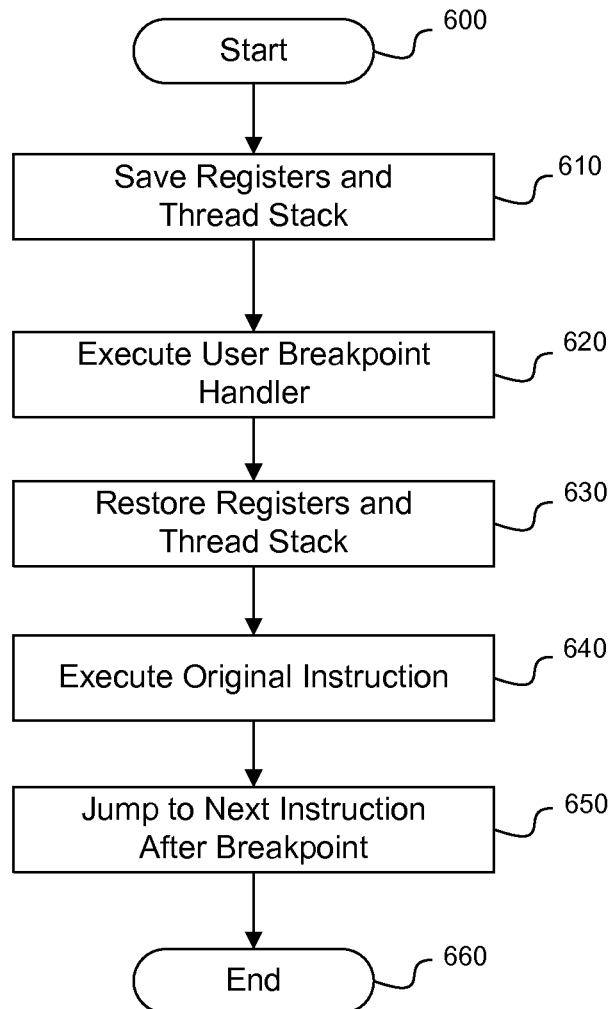 600
Start
610
Save Registers and
Thread Stack
620
Execute User Breakpoint
Handler
630
Restore Registers and
Thread Stack
640
Execute Original Instruction
650
Jump to Next Instruction
After Breakpoint
660
End